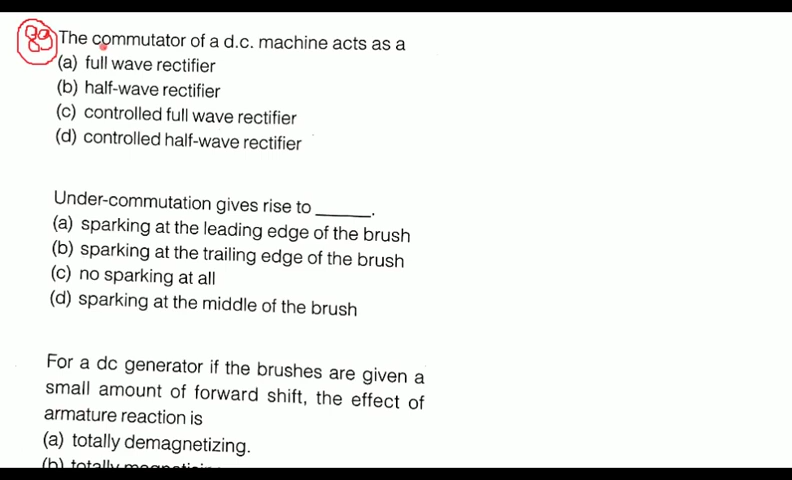 89 The commutator of a d.c. machine acts as a
(a) full wave rectifier
(b) half-wave rectifier
(c) controlled full wave rectifier
(d) controlled half-wave rectifier
Under-commutation gives rise to ______.
(a) sparking at the leading edge of the brush
(b) sparking at the trailing edge of the brush
(c) no sparking at all
(d) sparking at the middle of the brush
For a dc generator if the brushes are given a
small amount of forward shift, the effect of
armature reaction is
(a) totally demagnetizing.
(b) totally